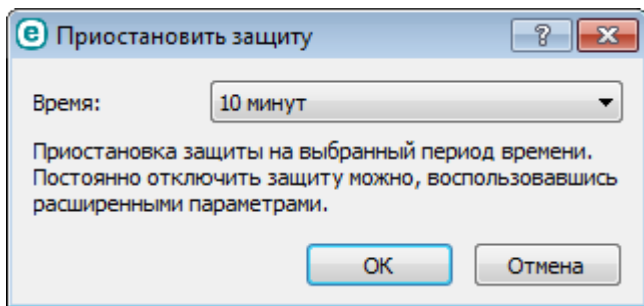 e Приостановить защиту ?
Время: 10 минут
Приостановка защиты на выбранный период времени.
Постоянно отключить защиту можно, воспользовавшись
расширенными параметрами.
OK Отмена